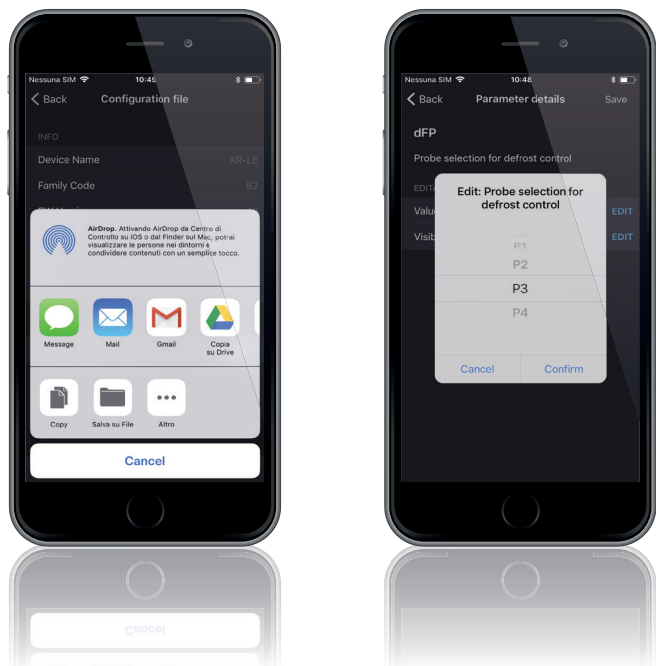 Nessuna SIM 10:49
Back Configuration file
INFO
Device Name XR-LE
Family Code 82
AirDrop. Attivando AirDrop da Centro di
Controllo su iOS o dal Finder sul Mac, potrai
visualizzare le persone nei dintorni e
condividere contenuti con un semplice tocco.
Message Mail Gmail Copia
su Drive
Copy Salva su File Altro
Cancel
Nessuna SIM 10:48
Back Parameter details Save
dFP
Probe selection for defrost control
Edit: Probe selection for
defrost control
EDIT
EDIT
P1
P2
P3
P4
Cancel Confirm
Cancel